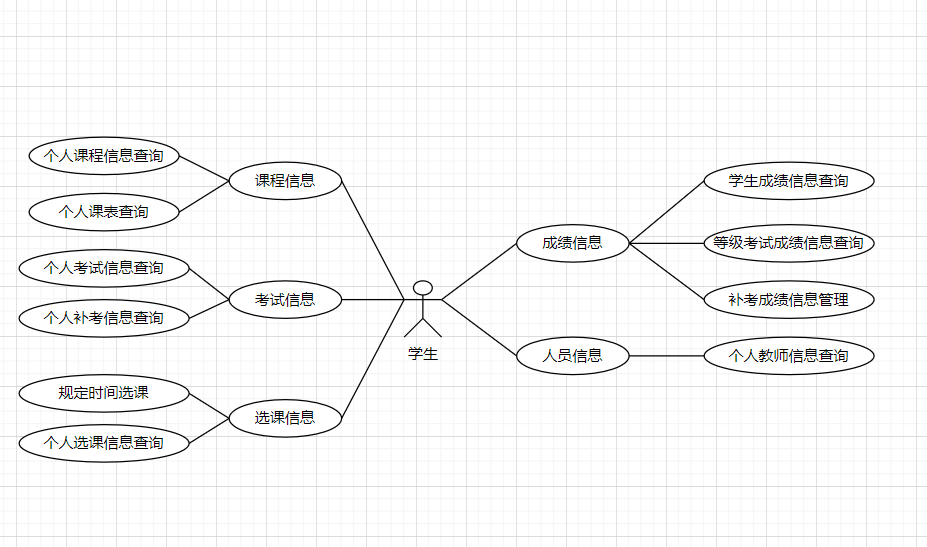 个人课程信息查询
课程信息
个人课表查询
个人考试信息查询
考试信息
个人补考信息查询
规定时间选课
选课信息
个人选课信息查询
学生
成绩信息
学生成绩信息查询
等级考试成绩信息查询
补考成绩信息管理
人员信息
个人教师信息查询